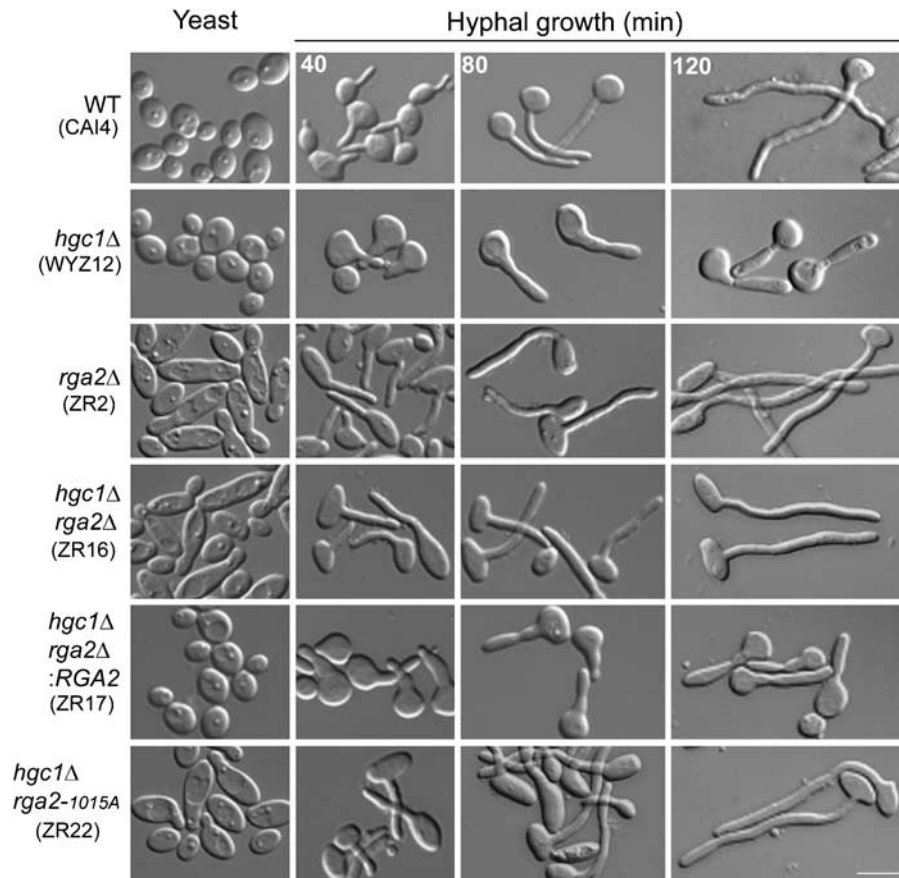 Yeast
Hyphal growth (min)
40
80
120
WT
(CAI4)
hgc1Δ
(WYZ12)
rga2Δ
(ZR2)
hgc1Δ
rga2Δ
(ZR16)
hgc1Δ
rga2Δ
:RGA2
(ZR17)
hgc1Δ
rga2-1015A
(ZR22)